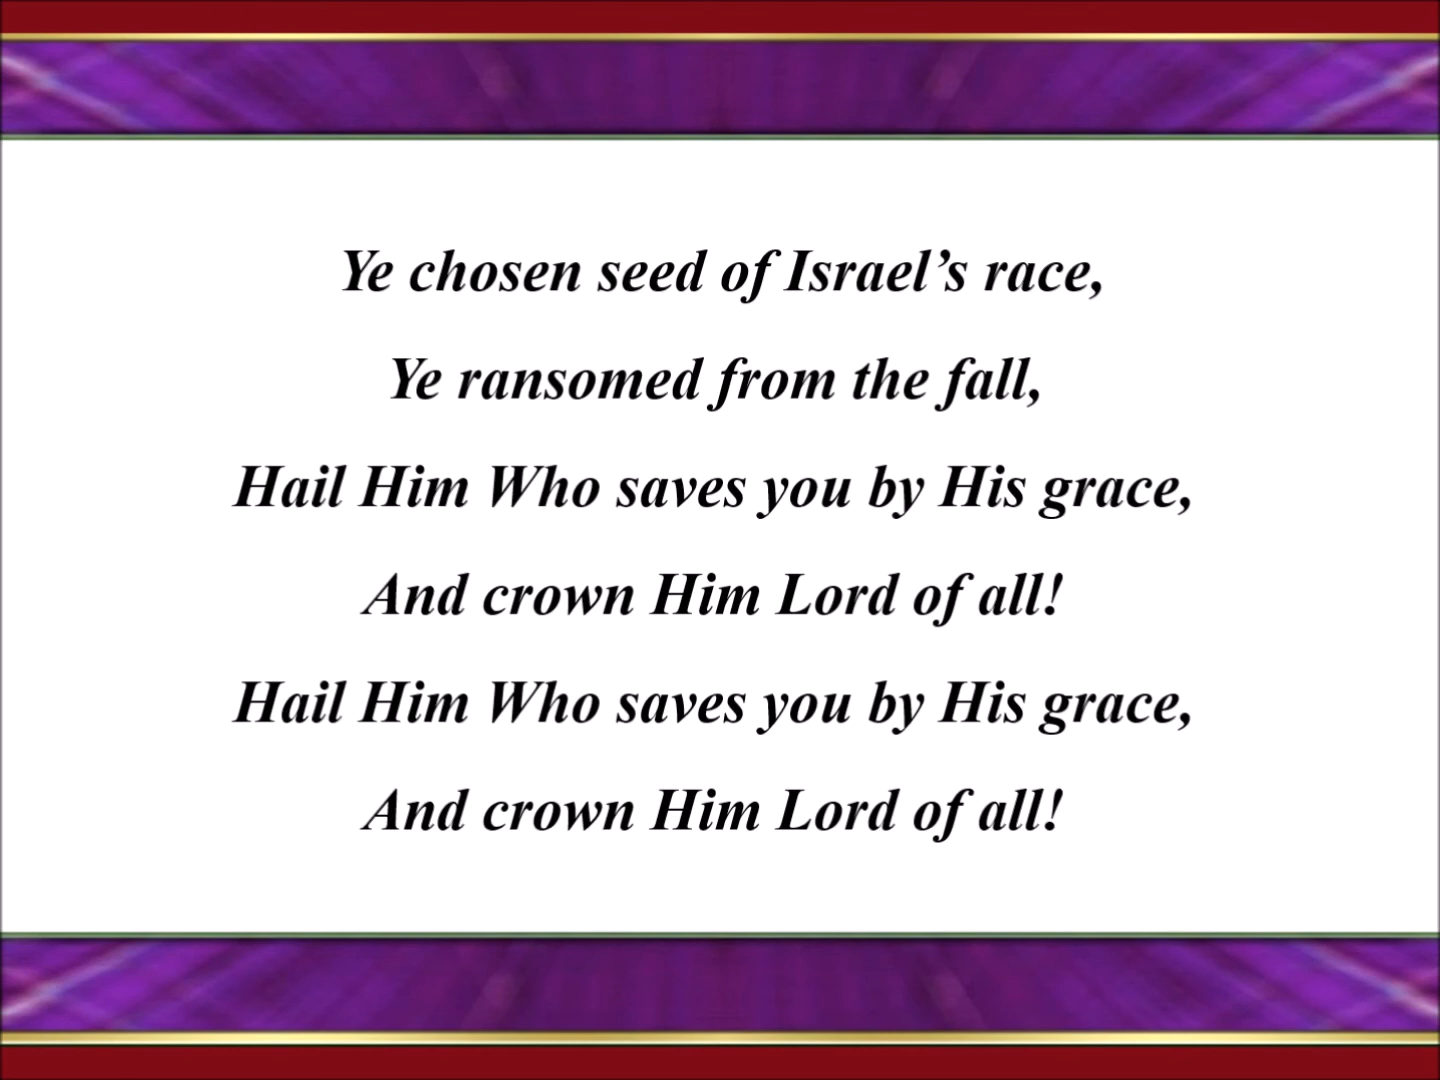 Ye chosen seed of Israel’s race,
Ye ransomed from the fall,
Hail Him Who saves you by His grace,
And crown Him Lord of all!
Hail Him Who saves you by His grace,
And crown Him Lord of all!